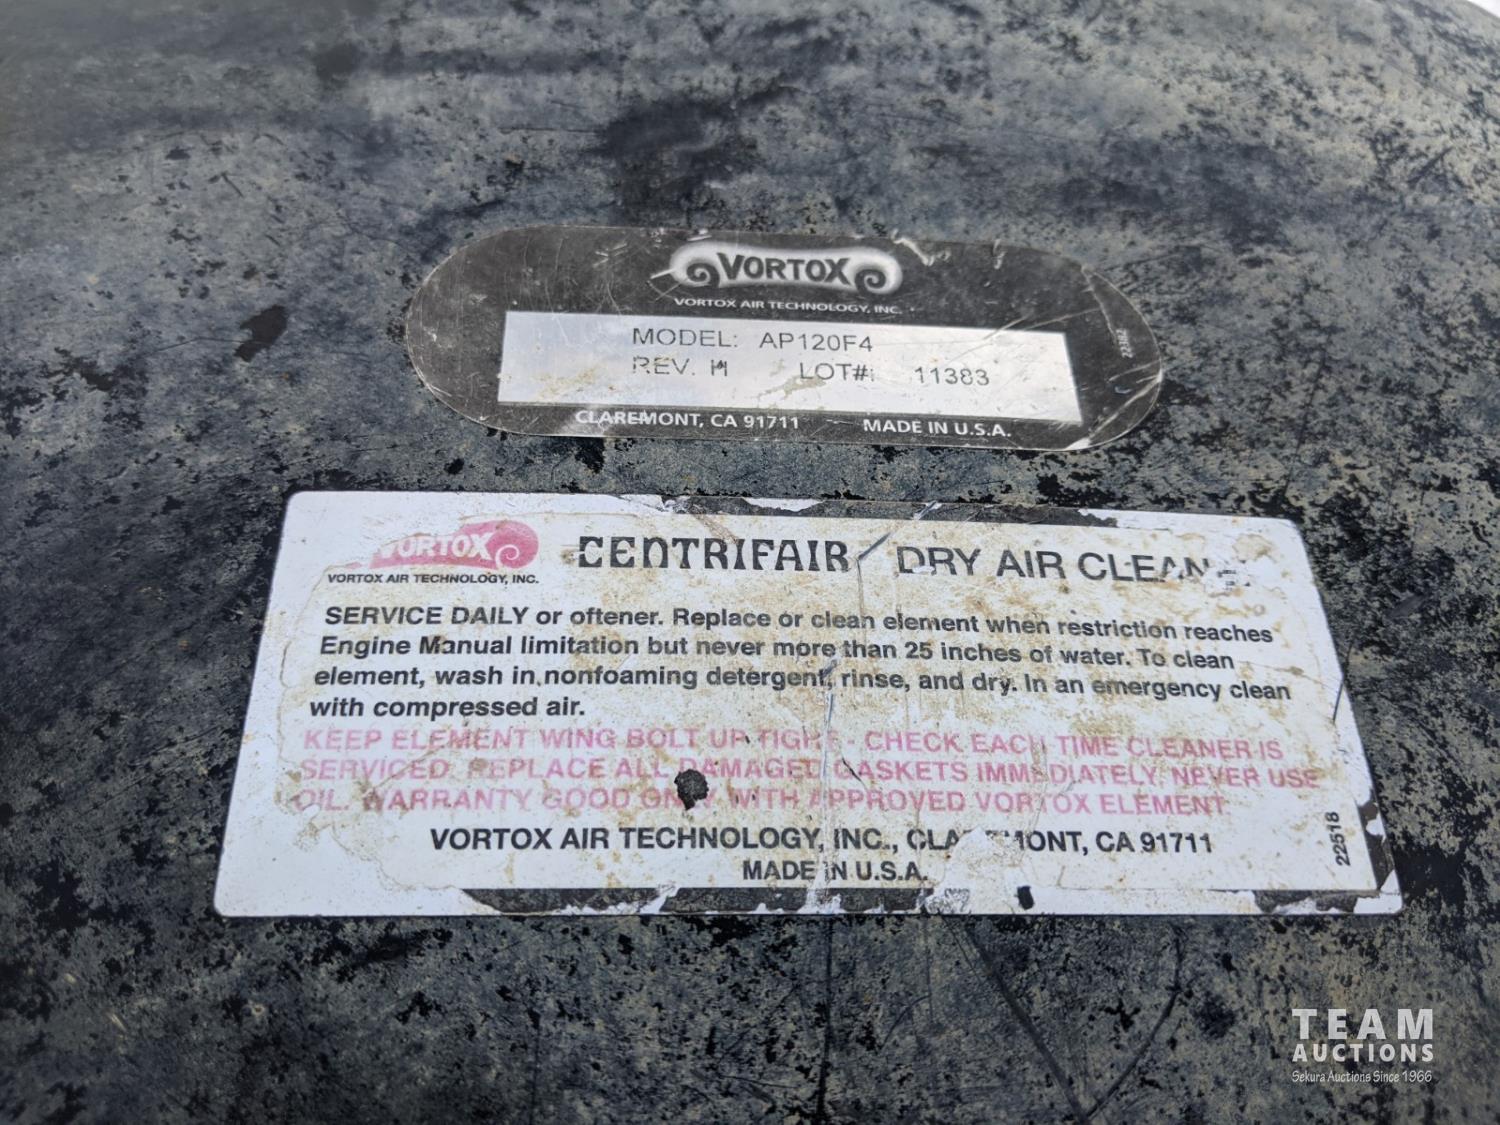 VORTOX
VORTOX AIR TECHNOLOGY, INC.
MODEL: AP120F4
REV. H LOT# 11383
CLAREMONT, CA 91711 MADE IN U.S.A.
VORTOX
VORTOX AIR TECHNOLOGY, INC.
CENTRIFAIR DRY AIR CLEANE
SERVICE DAILY or oftener. Replace or clean element when restriction reaches
Engine Manual limitation but never more than 25 inches of water. To clean
element, wash in nonfoaming detergent, rinse, and dry. In an emergency clean
with compressed air.
KEEP ELEMENT WING BOLT UP TIGHT - CHECK EACH TIME CLEANER IS
SERVICED. REPLACE ALL DAMAGED GASKETS IMMEDIATELY. NEVER USE
OIL. WARRANTY GOOD ONLY WITH APPROVED VORTOX ELEMENT.
VORTOX AIR TECHNOLOGY, INC., CLAREMONT, CA 91711
MADE IN U.S.A.
22518
TEAM
AUCTIONS
Sekura Auctions Since 1966